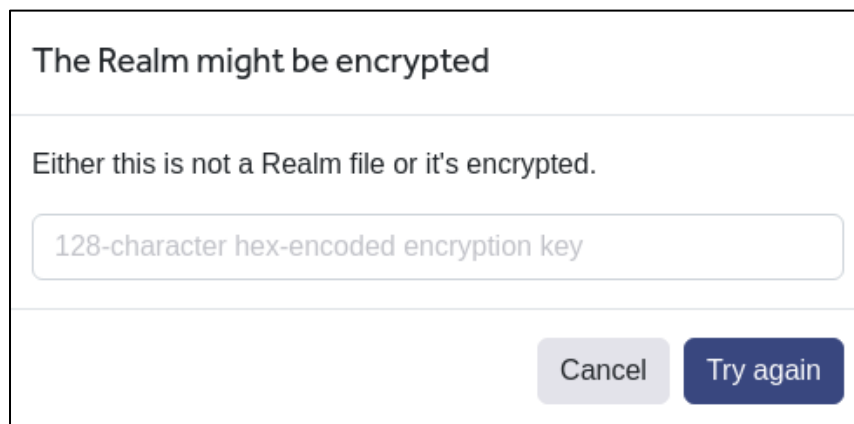 The Realm might be encrypted
Either this is not a Realm file or it's encrypted.
128-character hex-encoded encryption key
Cancel Try again